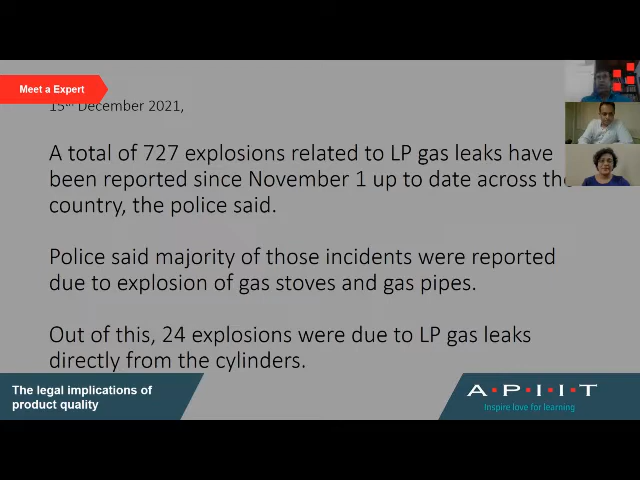 Meet a Expert
15th December 2021,
A total of 727 explosions related to LP gas leaks have
been reported since November 1 up to date across the
country, the police said.
Police said majority of those incidents were reported
due to explosion of gas stoves and gas pipes.
Out of this, 24 explosions were due to LP gas leaks
directly from the cylinders.
The legal implications of
product quality
A·P·I·I·T
Inspire love for learning